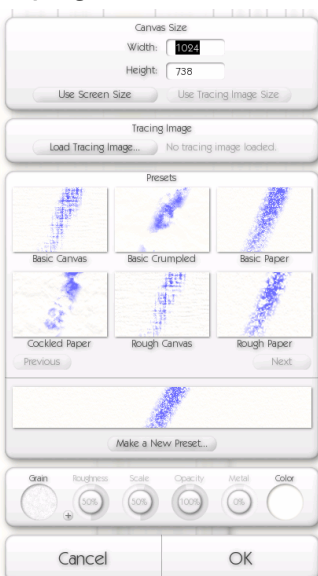 Canvas Size
Width: 1024
Height: 738
Use Screen Size Use Tracing Image Size
Tracing Image
Load Tracing Image... No tracing image loaded.
Presets
Basic Canvas Basic Crumpled Basic Paper
Cockled Paper Rough Canvas Rough Paper
Previous Next
Make a New Preset...
Grain Roughness Scale Opacity Metal Color
50% 50% 100% 0%
Cancel OK